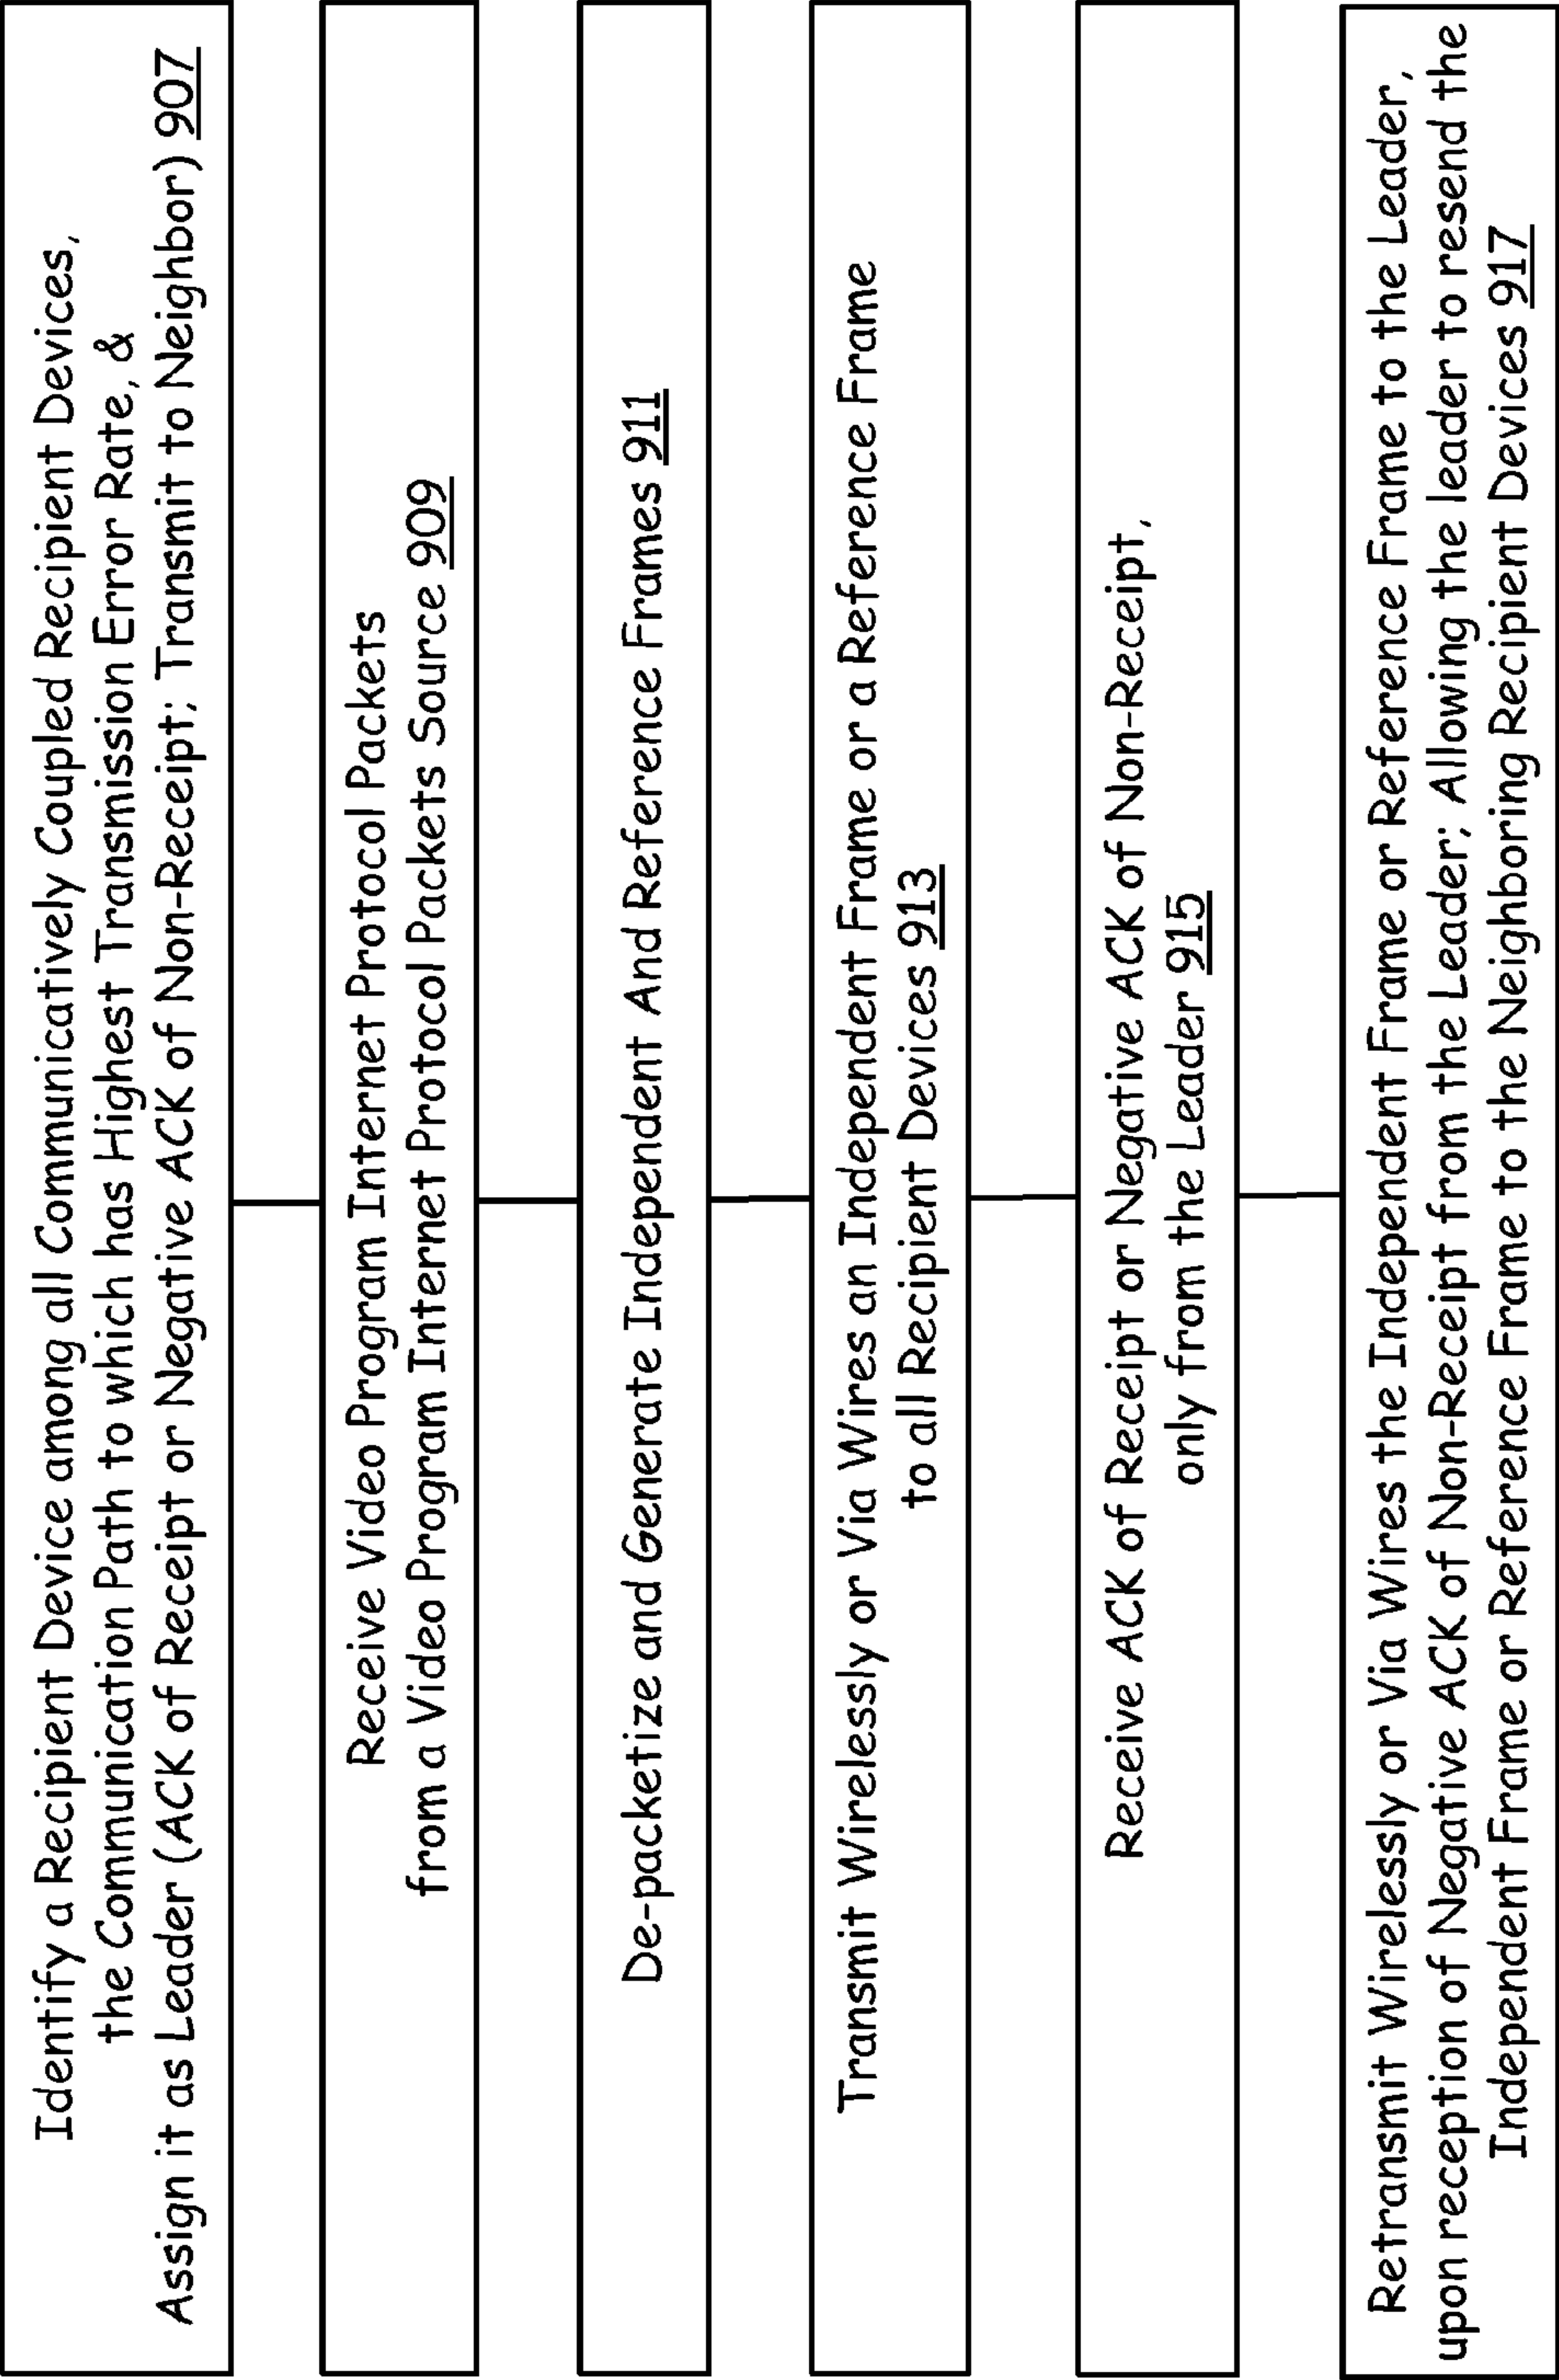 Identify a Recipient Device among all Communicatively Coupled Recipient Devices,
the Communication Path to which has Highest Transmission Error Rate, &
Assign it as Leader (ACK of Receipt or Negative ACK of Non-Receipt; Transmit to Neighbor) 907
Receive Video Program Internet Protocol Packets
from a Video Program Internet Protocol Packets Source 909
De-packetize and Generate Independent And Reference Frames 911
Transmit Wirelessly or Via Wires an Independent Frame or a Reference Frame
to all Recipient Devices 913
Receive ACK of Receipt or Negative ACK of Non-Receipt,
only from the Leader 915
Retransmit Wirelessly or Via Wires the Independent Frame or Reference Frame to the Leader,
upon reception of Negative ACK of Non-Receipt from the Leader; Allowing the leader to resend the
Independent Frame or Reference Frame to the Neighboring Recipient Devices 917